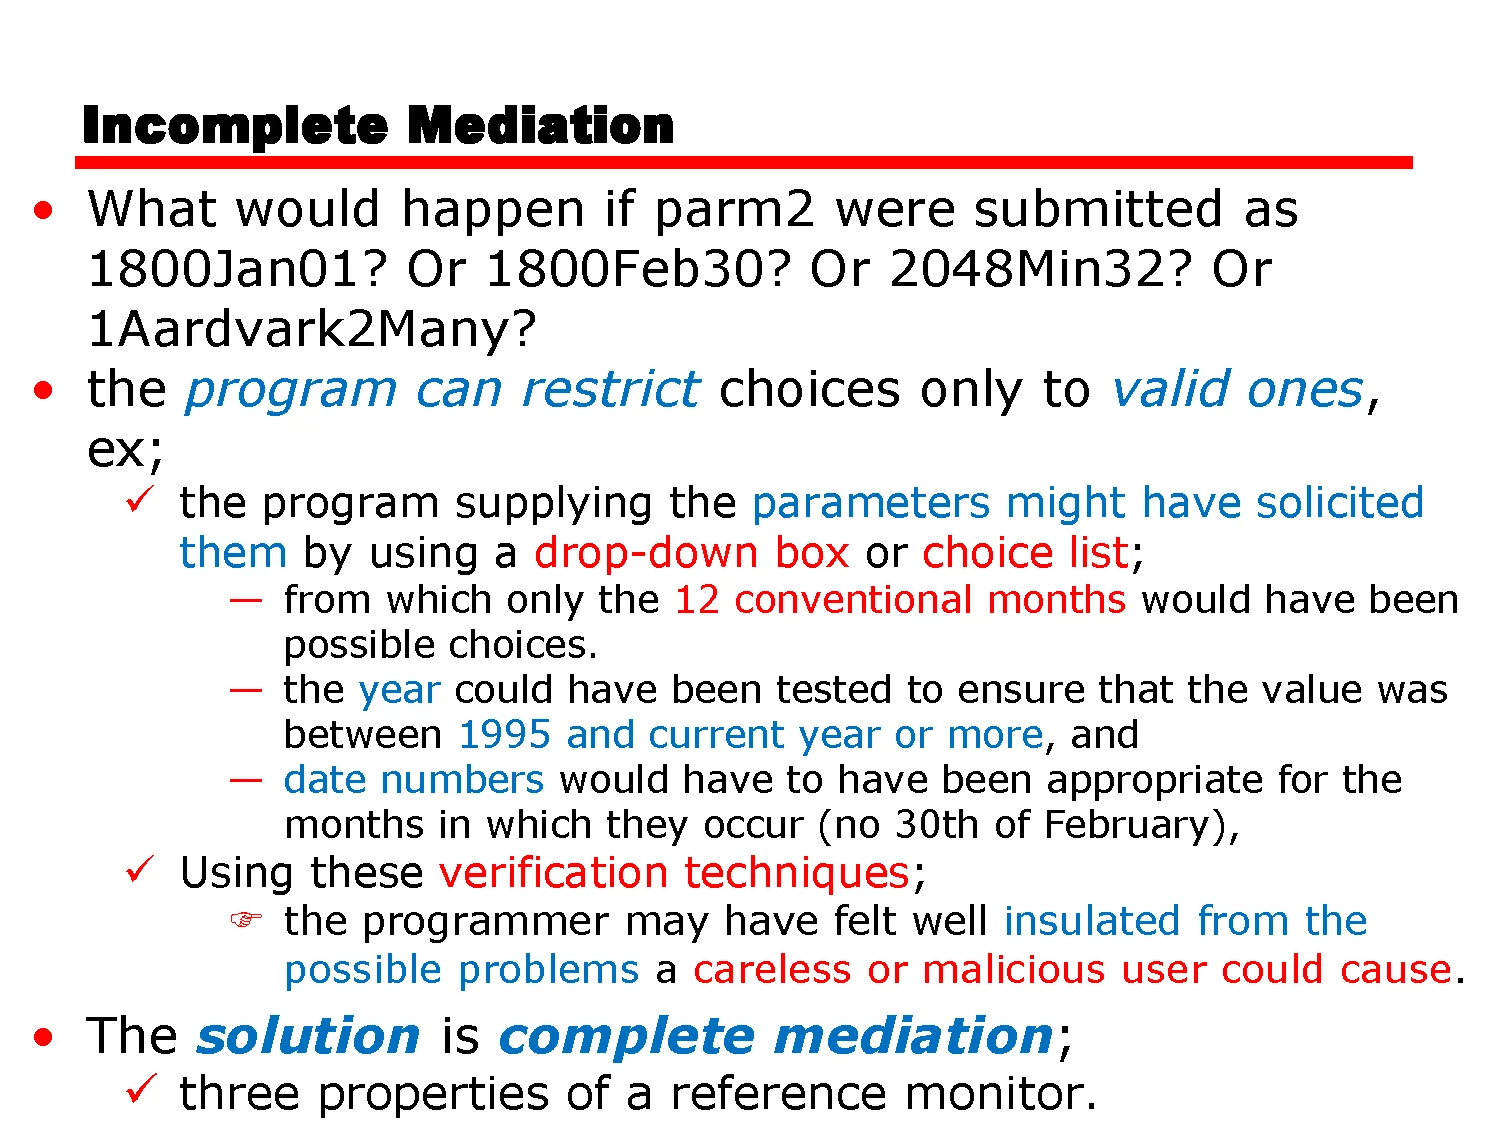 Incomplete Mediation
• What would happen if parm2 were submitted as
1800Jan01? Or 1800Feb30? Or 2048Min32? Or
1Aardvark2Many?
• the program can restrict choices only to valid ones,
ex;
✓ the program supplying the parameters might have solicited
them by using a drop-down box or choice list;
— from which only the 12 conventional months would have been
possible choices.
— the year could have been tested to ensure that the value was
between 1995 and current year or more, and
— date numbers would have to have been appropriate for the
months in which they occur (no 30th of February),
✓ Using these verification techniques;
☞ the programmer may have felt well insulated from the
possible problems a careless or malicious user could cause.
• The solution is complete mediation;
✓ three properties of a reference monitor.